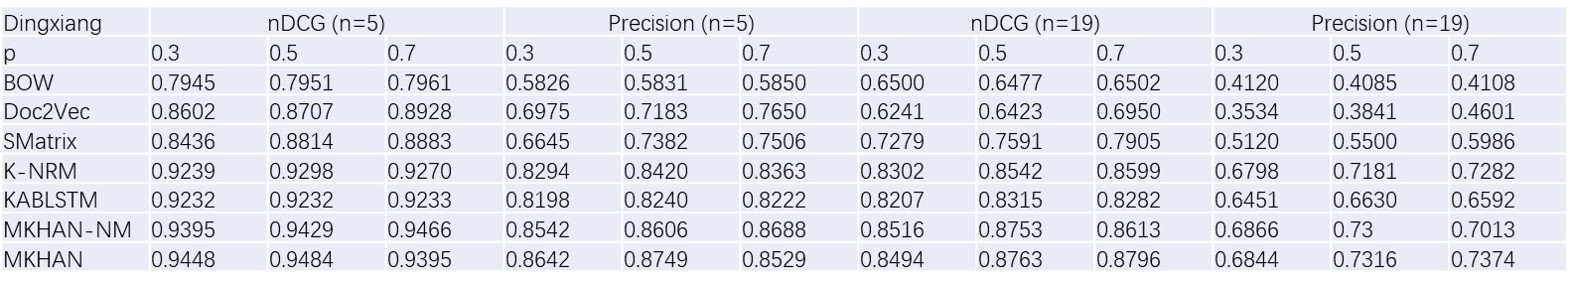 Dingxiang nDCG (n=5) Precision (n=5) nDCG (n=19) Precision (n=19)
p 0.3 0.5 0.7 0.3 0.5 0.7 0.3 0.5 0.7 0.3 0.5 0.7
BOW 0.7945 0.7951 0.7961 0.5826 0.5831 0.5850 0.6500 0.6477 0.6502 0.4120 0.4085 0.4108
Doc2Vec 0.8602 0.8707 0.8928 0.6975 0.7183 0.7650 0.6241 0.6423 0.6950 0.3534 0.3841 0.4601
SMatrix 0.8436 0.8814 0.8883 0.6645 0.7382 0.7506 0.7279 0.7591 0.7905 0.5120 0.5500 0.5986
K-NRM 0.9239 0.9298 0.9270 0.8294 0.8420 0.8363 0.8302 0.8542 0.8599 0.6798 0.7181 0.7282
KABLSTM 0.9232 0.9232 0.9233 0.8198 0.8240 0.8222 0.8207 0.8315 0.8282 0.6451 0.6630 0.6592
MKHAN-NM 0.9395 0.9429 0.9466 0.8542 0.8606 0.8688 0.8516 0.8753 0.8613 0.6866 0.73 0.7013
MKHAN 0.9448 0.9484 0.9395 0.8642 0.8749 0.8529 0.8494 0.8763 0.8796 0.6844 0.7316 0.7374